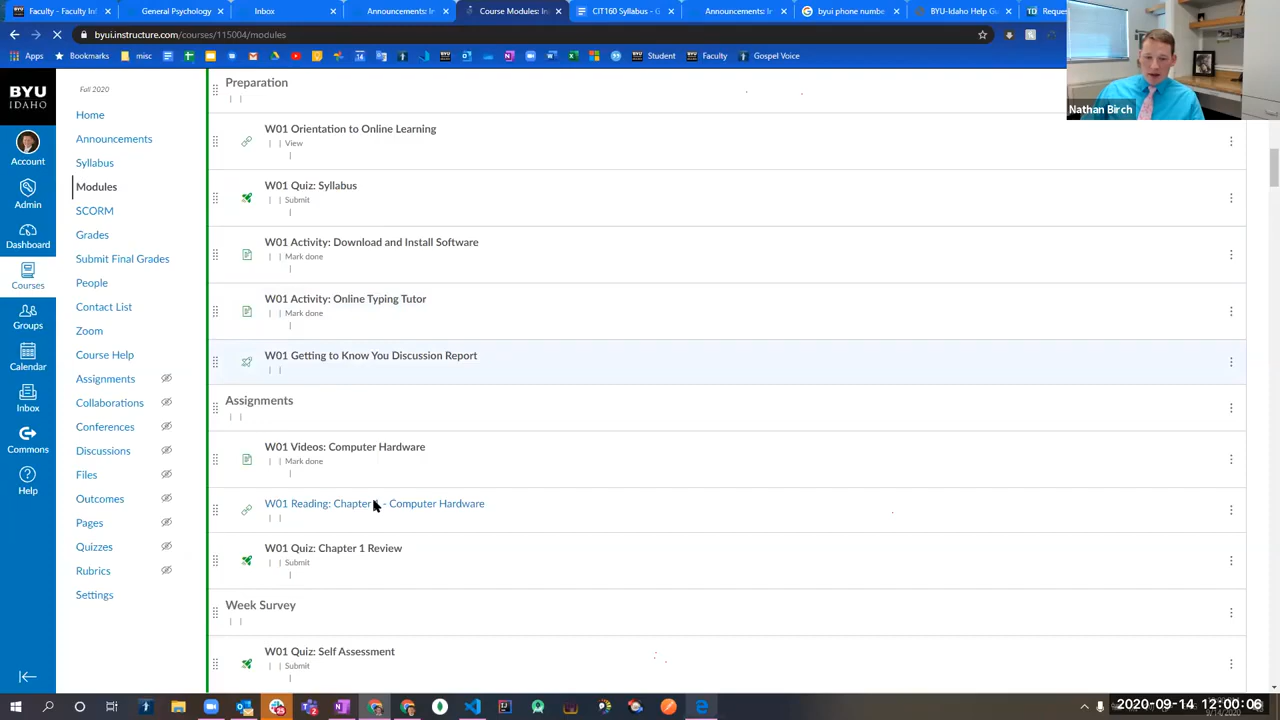 Faculty - Faculty Inf
General Psychology
Inbox
Announcements: In
Course Modules: In
CIT160 Syllabus - G
Announcements: In
byui phone numbe
BYU-Idaho Help Gu
Reques
byui.instructure.com/courses/115004/modules
Apps
Bookmarks
misc
Student
Faculty
Gospel Voice
Nathan Birch
BYU
IDAHO
Account
Admin
Dashboard
Courses
Groups
Calendar
Inbox
Commons
Help
Fall 2020
Home
Announcements
Syllabus
Modules
SCORM
Grades
Submit Final Grades
People
Contact List
Zoom
Course Help
Assignments
Collaborations
Conferences
Discussions
Files
Outcomes
Pages
Quizzes
Rubrics
Settings
Preparation
W01 Orientation to Online Learning
View
W01 Quiz: Syllabus
Submit
W01 Activity: Download and Install Software
Mark done
W01 Activity: Online Typing Tutor
Mark done
W01 Getting to Know You Discussion Report
Assignments
W01 Videos: Computer Hardware
Mark done
W01 Reading: Chapter - Computer Hardware
W01 Quiz: Chapter 1 Review
Submit
Week Survey
W01 Quiz: Self Assessment
Submit
2020-09-14 12:00:06